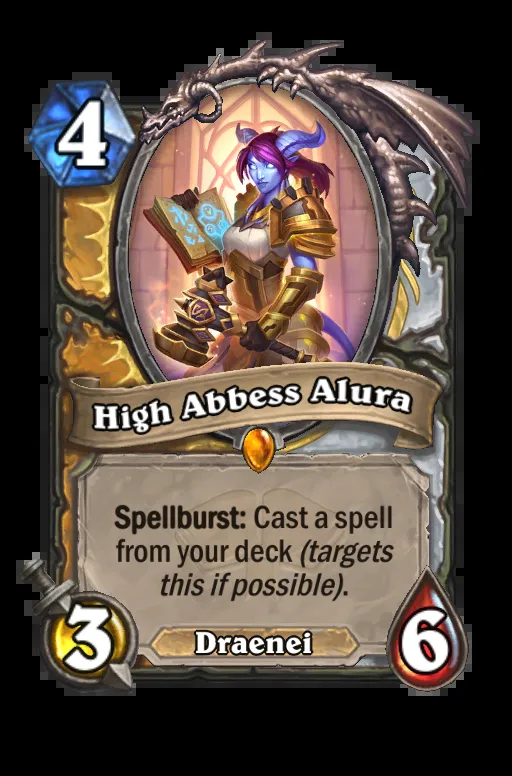 4
High Abbess Alura
Spellburst: Cast a spell
from your deck (targets
this if possible).
3
Draenei
6